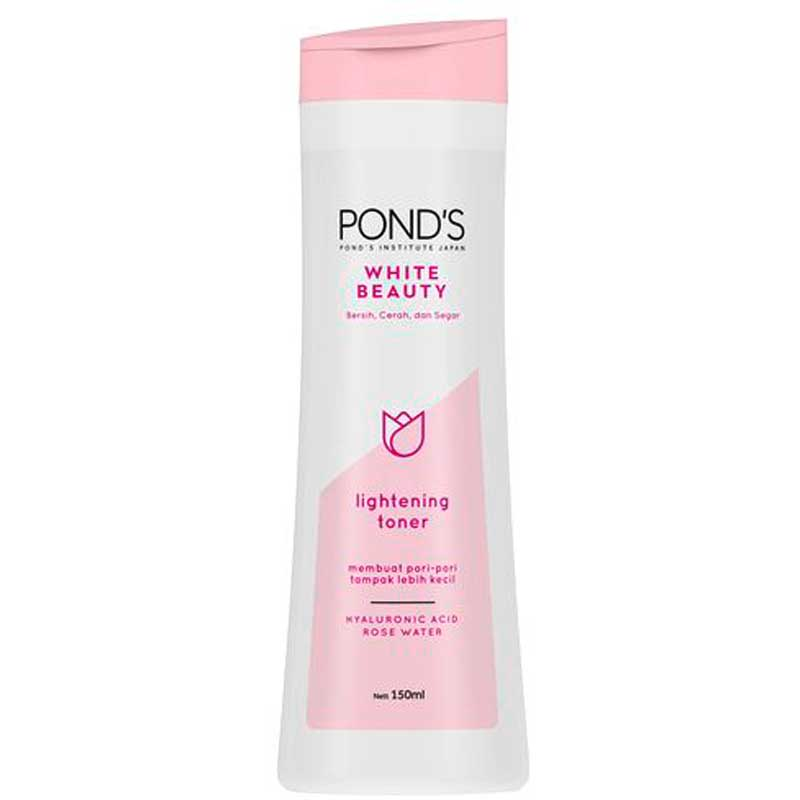 POND'S
POND'S INSTITUTE JAPAN
WHITE
BEAUTY
Bersih, Cerah, dan Segar
lightening
toner
membuat pori-pori
tampak lebih kecil
HYALURONIC ACID
ROSE WATER
Nett 150ml